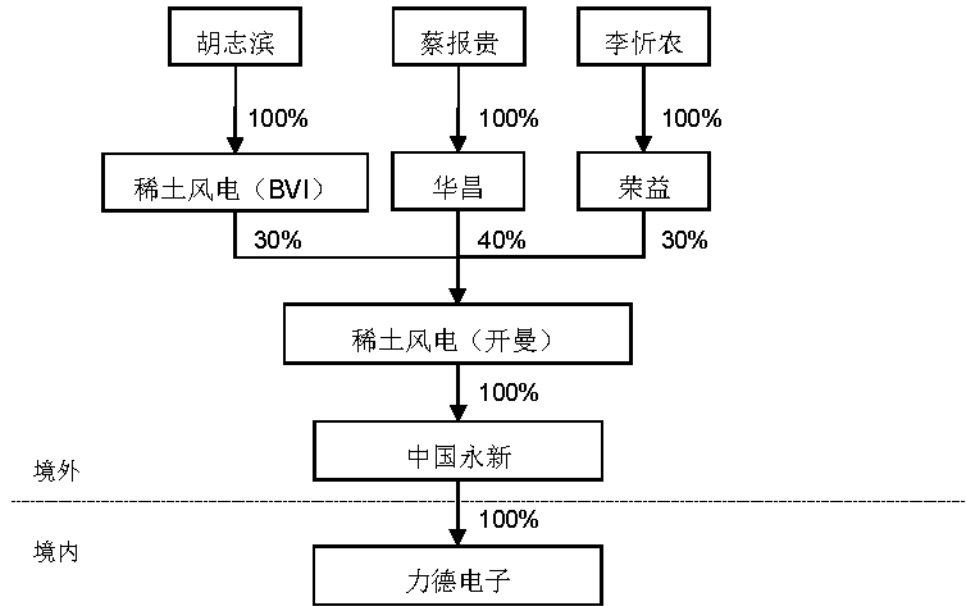 胡志滨 蔡报贵 李忻农
100% 100% 100%
稀土风电（BVI） 华昌 荣益
30% 40% 30%
稀土风电（开曼）
100%
中国永新
境外
100%
境内
力德电子